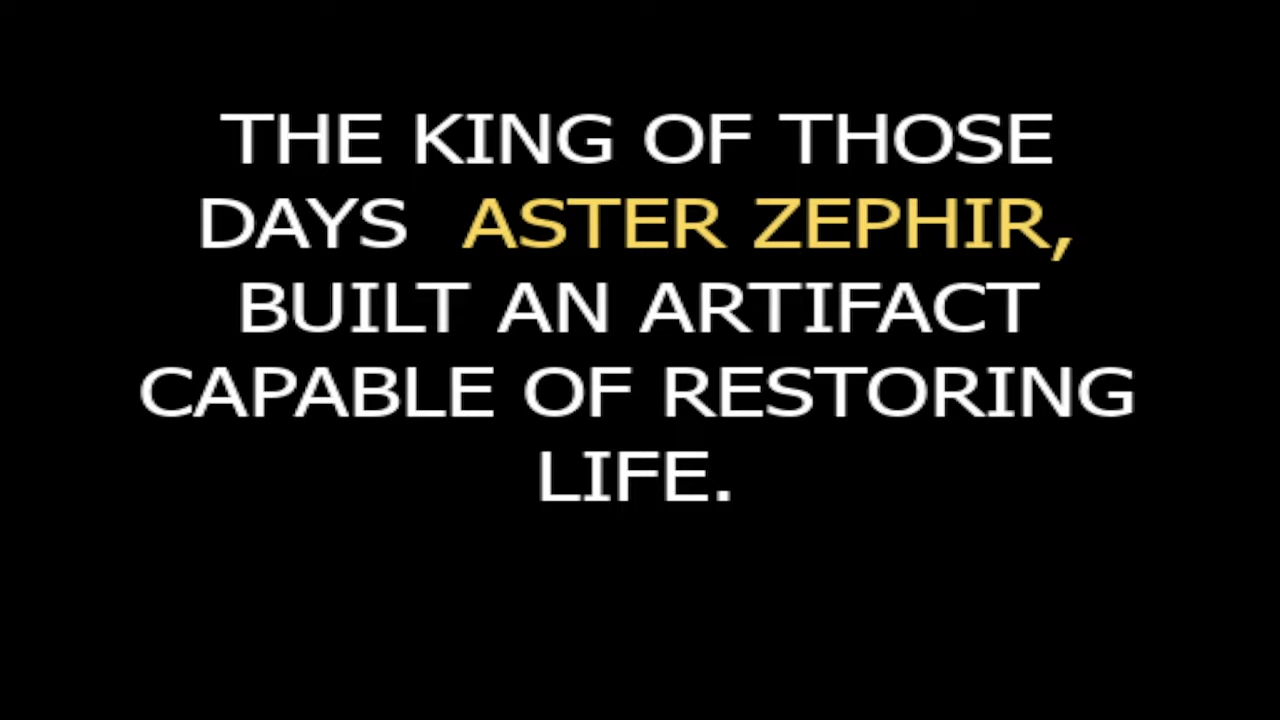 THE KING OF THOSE
DAYS  ASTER ZEPHIR,
BUILT AN ARTIFACT
CAPABLE OF RESTORING
LIFE.